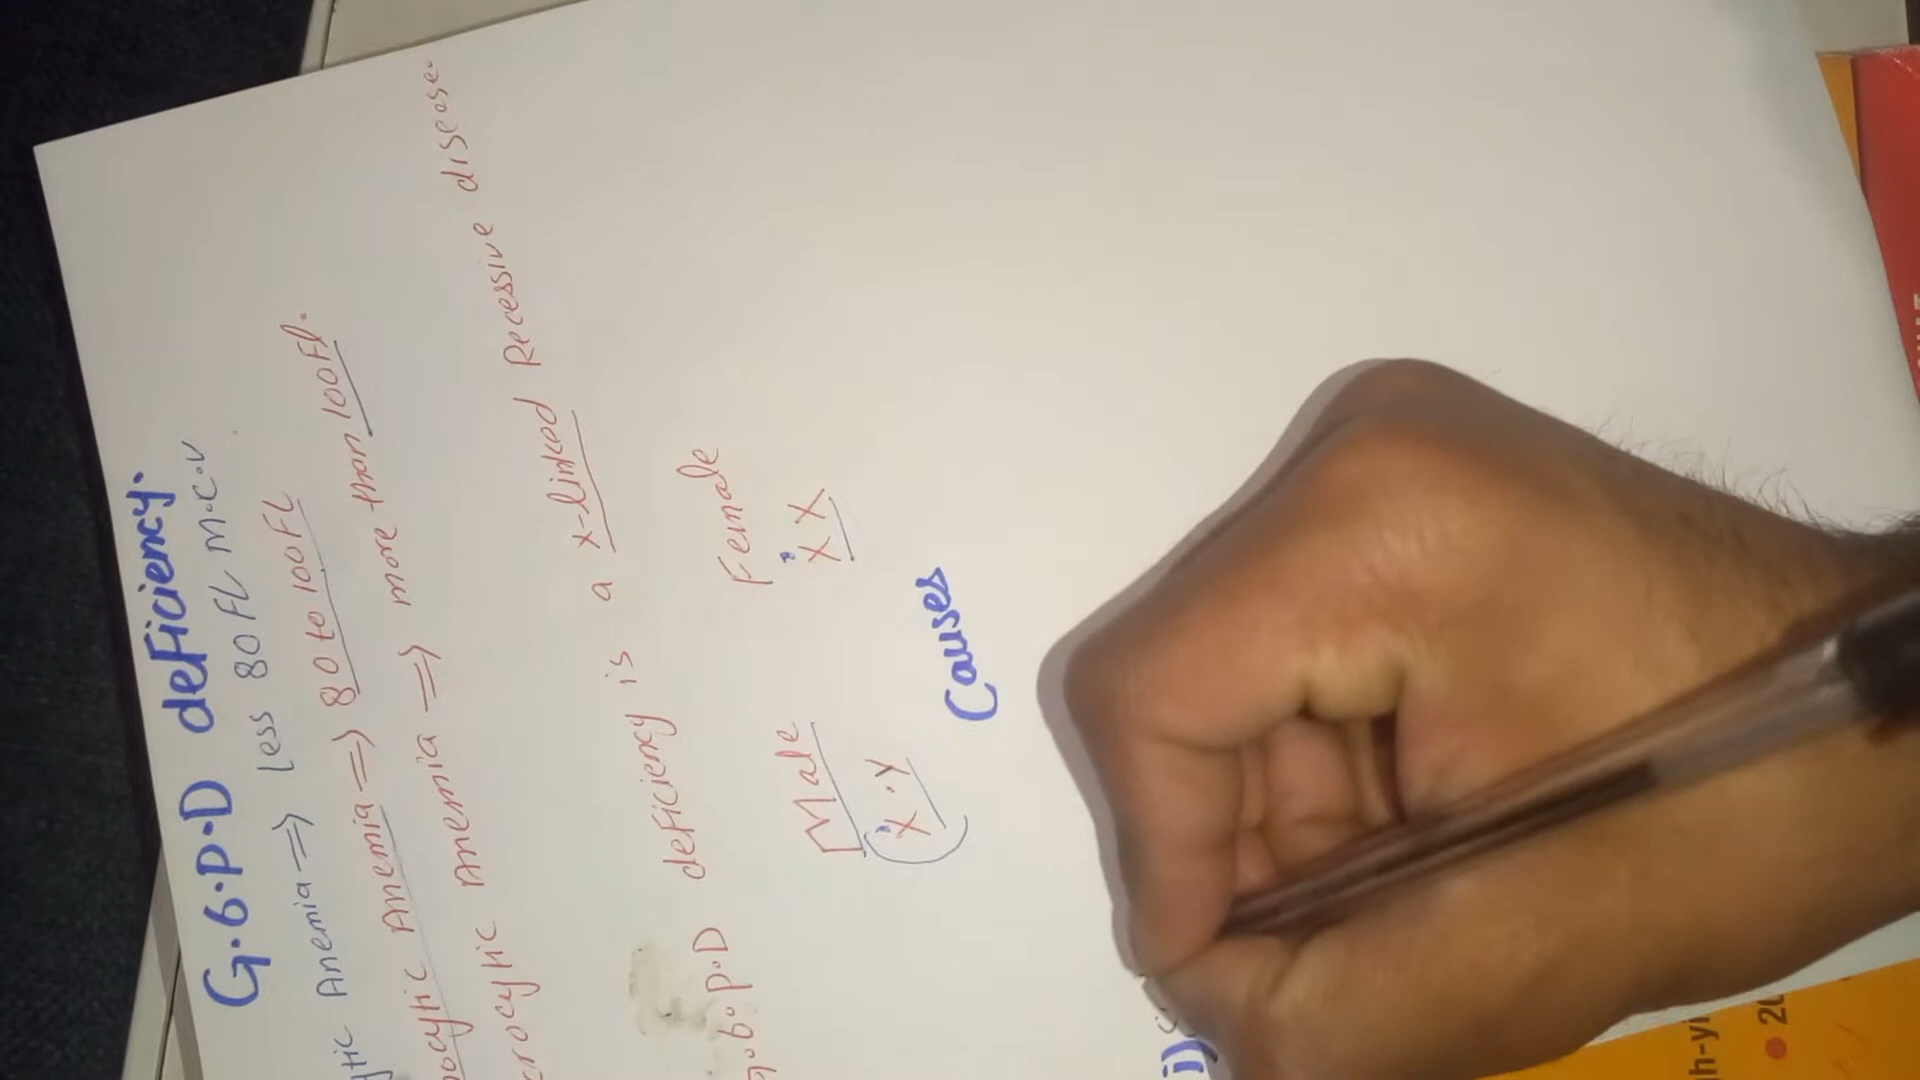 G.6.P.D deficiency.
Anemia => Less 80 FL M.C.V
Anemia => 80 to 100 FL
Anemia => more than 100 Fl.
G.6.P.D deficiency is a x-linked Recessive disease.
Male Female
X.Y X X
Causes
i)